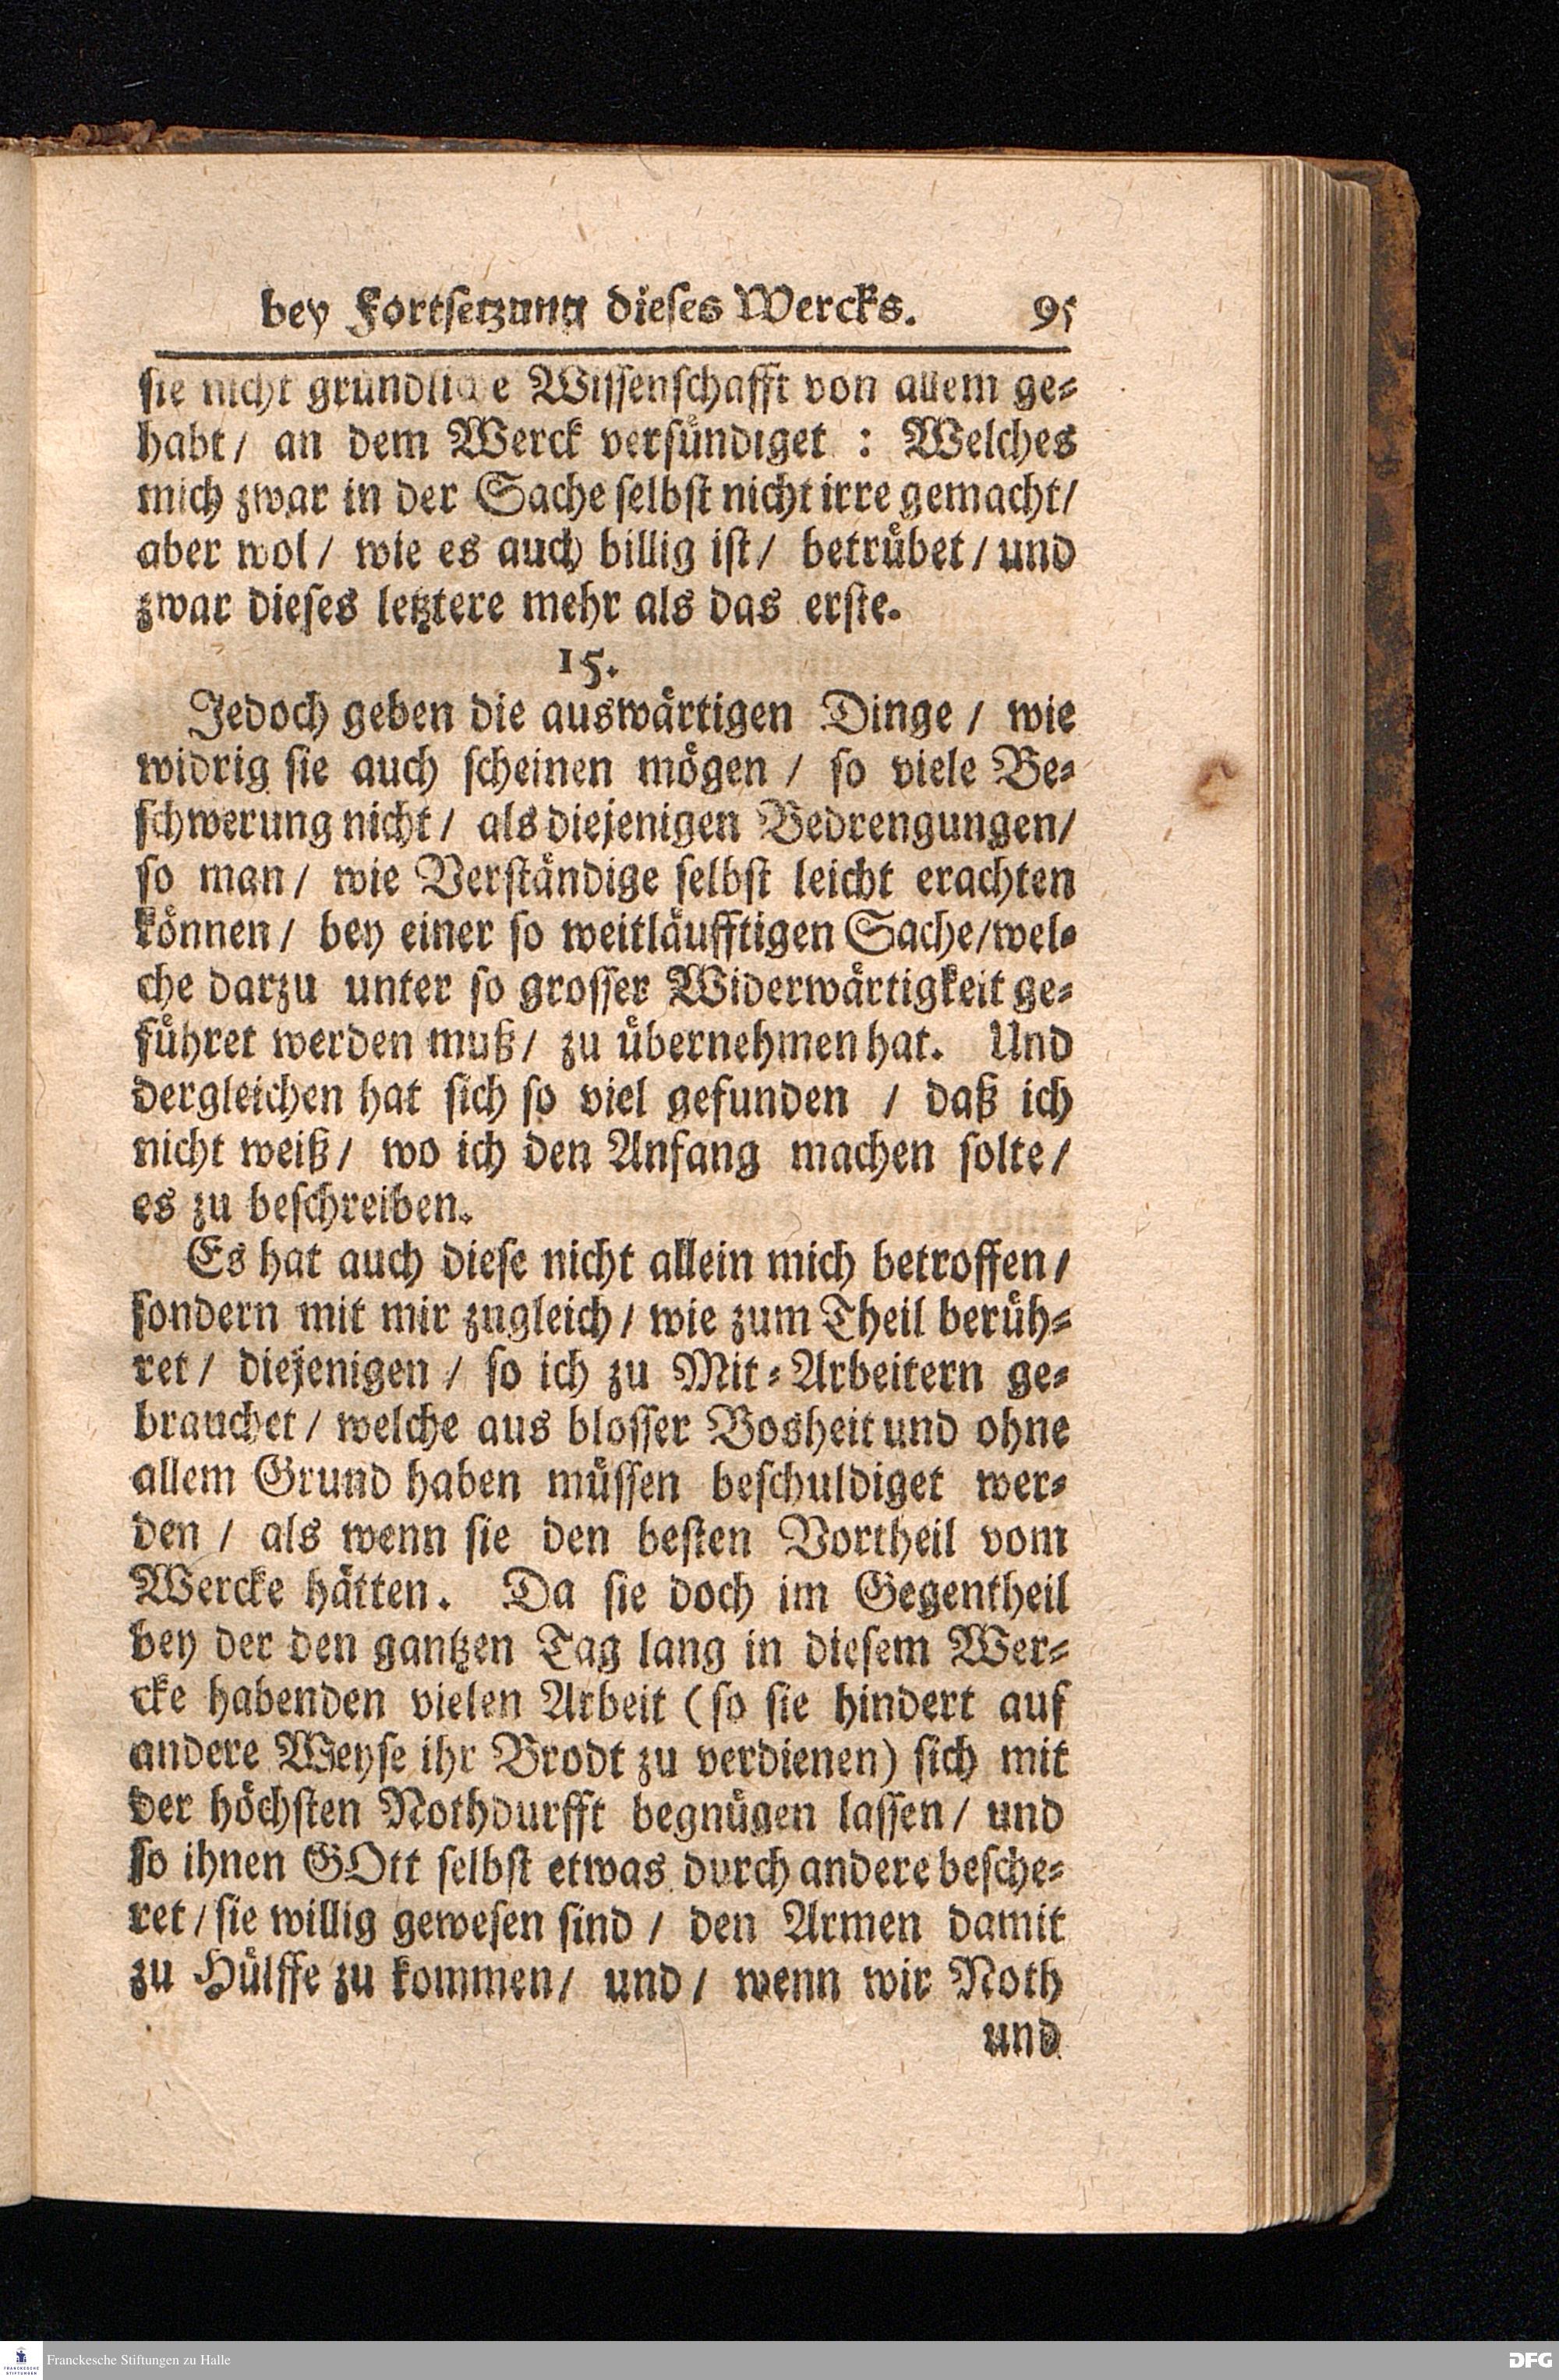 bey Fortsetzung dieses Wercks. 95
sie nicht gründliche Wissenschafft von allem ge-
habt/ an dem Werck versündiget : Welches
mich zwar in der Sache selbst nicht irre gemacht/
aber wol/ wie es auch billig ist/ betrübet/ und
zwar dieses letztere mehr als das erste.
15.
Jedoch geben die auswärtigen Dinge / wie
widrig sie auch scheinen mögen / so viele Be-
schwerung nicht/ als diejenigen Bedrengungen/
so man/ wie Verständige selbst leicht erachten
können/ bey einer so weitläufftigen Sache/wel-
che darzu unter so grosser Widerwärtigkeit ge-
führet werden muß/ zu übernehmen hat. Und
dergleichen hat sich so viel gefunden / daß ich
nicht weiß/ wo ich den Anfang machen solte/
es zu beschreiben.
Es hat auch diese nicht allein mich betroffen/
sondern mit mir zugleich/ wie zum Theil berüh-
ret/ diejenigen / so ich zu Mit-Arbeitern ge-
brauchet/ welche aus blosser Bosheit und ohne
allem Grund haben müssen beschuldiget wer-
den / als wenn sie den besten Vortheil vom
Wercke hätten. Da sie doch im Gegentheil
bey der den gantzen Tag lang in diesem Wer-
cke habenden vielen Arbeit (so sie hindert auf
andere Weyse ihr Brodt zu verdienen) sich mit
der höchsten Nothdurfft begnügen lassen/ und
so ihnen GOtt selbst etwas durch andere besche-
ret/sie willig gewesen sind / den Armen damit
zu Hülffe zu kommen/ und/ wenn wir Noth
und
Franckesche Stiftungen zu Halle
FRANCKESCHE
STIFTUNGEN
DFG